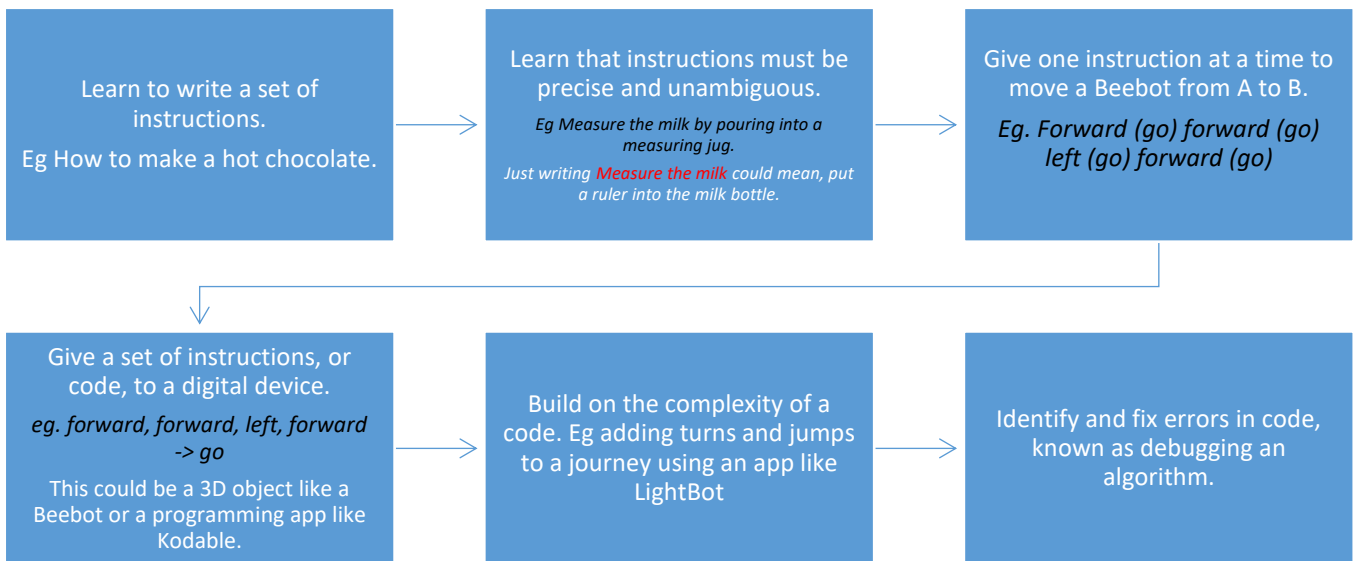 Learn to write a set of
instructions.
Eg How to make a hot chocolate.
Learn that instructions must be
precise and unambiguous.
Eg Measure the milk by pouring into a
measuring jug.
Just writing Measure the milk could mean, put
a ruler into the milk bottle.
Give one instruction at a time to
move a Beebot from A to B.
Eg. Forward (go) forward (go)
left (go) forward (go)
Give a set of instructions, or
code, to a digital device.
eg. forward, forward, left, forward
-> go
This could be a 3D object like a
Beebot or a programming app like
Kodable.
Build on the complexity of a
code. Eg adding turns and jumps
to a journey using an app like
LightBot
Identify and fix errors in code,
known as debugging an
algorithm.